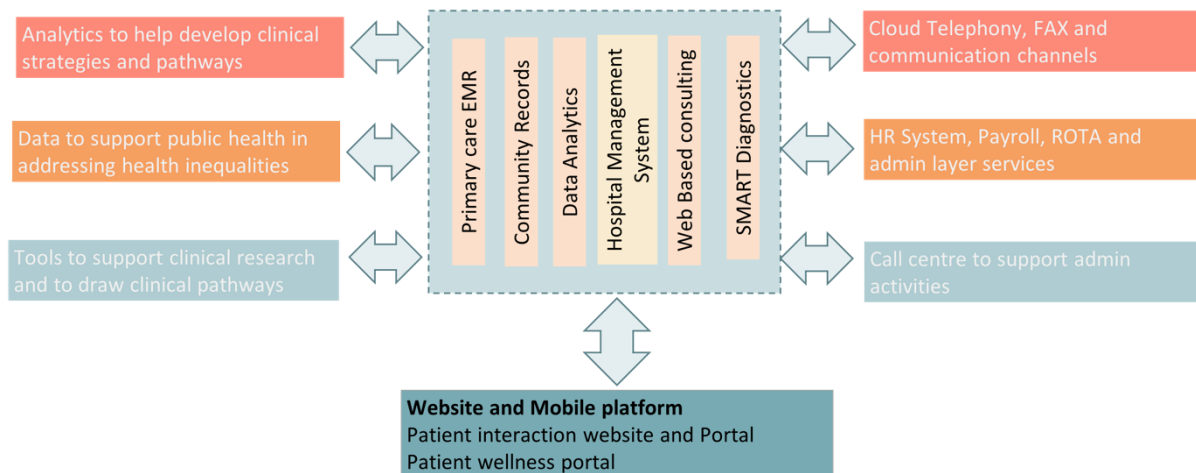 Analytics to help develop clinical
strategies and pathways
Data to support public health in
addressing health inequalities
Tools to support clinical research
and to draw clinical pathways
Primary care EMR
Community Records
Data Analytics
Hospital Management
System
Web Based consulting
SMART Diagnostics
Cloud Telephony, FAX and
communication channels
HR System, Payroll, ROTA and
admin layer services
Call centre to support admin
activities
Website and Mobile platform
Patient interaction website and Portal
Patient wellness portal